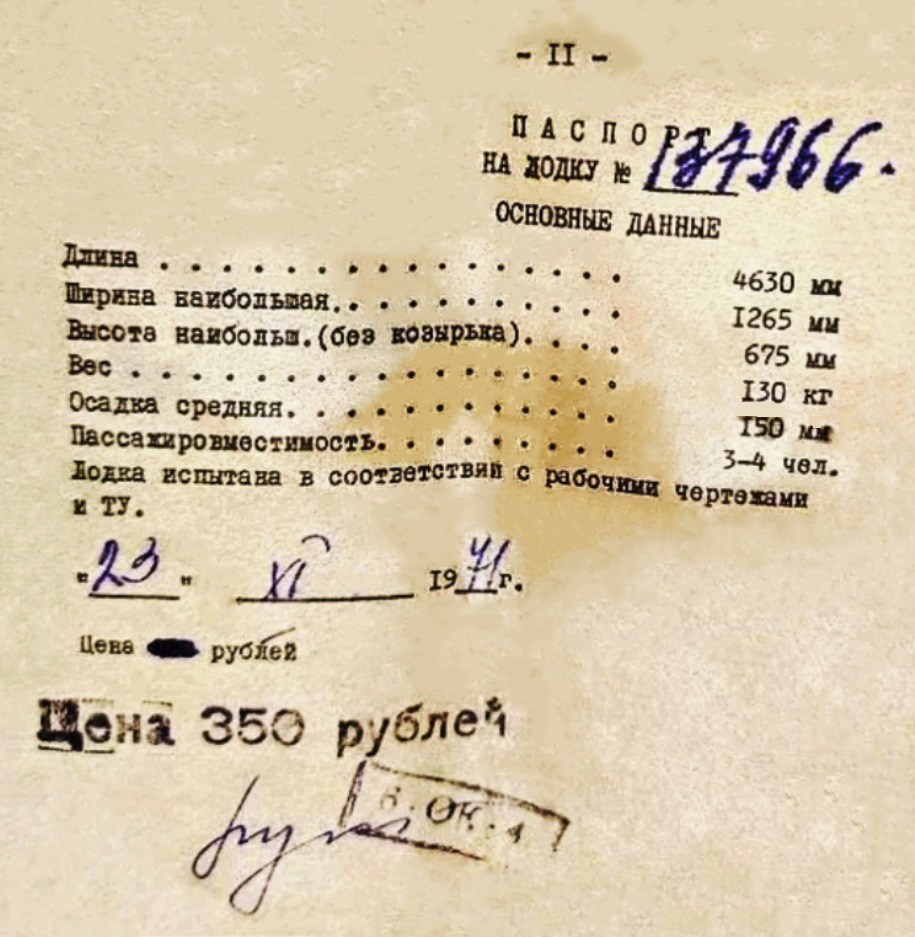 - II -
ПАСПОРТ
НА ЛОДКУ № 137966.
ОСНОВНЫЕ ДАННЫЕ
Длина . . . . . . . . . . . . . . . . 4630 мм
Ширина наибольшая. . . . . . . . . . I265 мм
Высота наибольш.(без козырька). . . . 675 мм
Вес . . . . . . . . . . . . . . . . . I30 кг
Осадка средняя. . . . . . . . . . . . I50 мм
Пассажировместимость. . . . . . . . . 3-4 чел.
Лодка испытана в соответствии с рабочими чертежами
и ТУ.
"23" XI 1971г.
Цена рублей
Цена 350 рублей